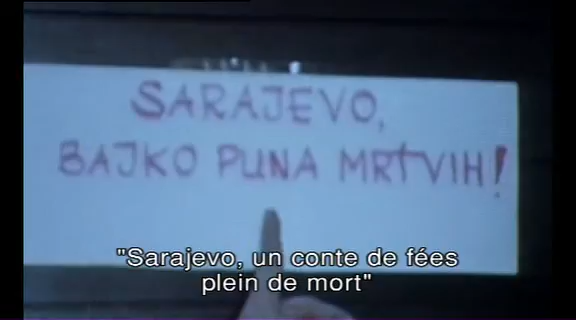 SARAJEVO,
BAJKO PUNA MRTVIH!
"Sarajevo, un conte de fées
plein de mort"